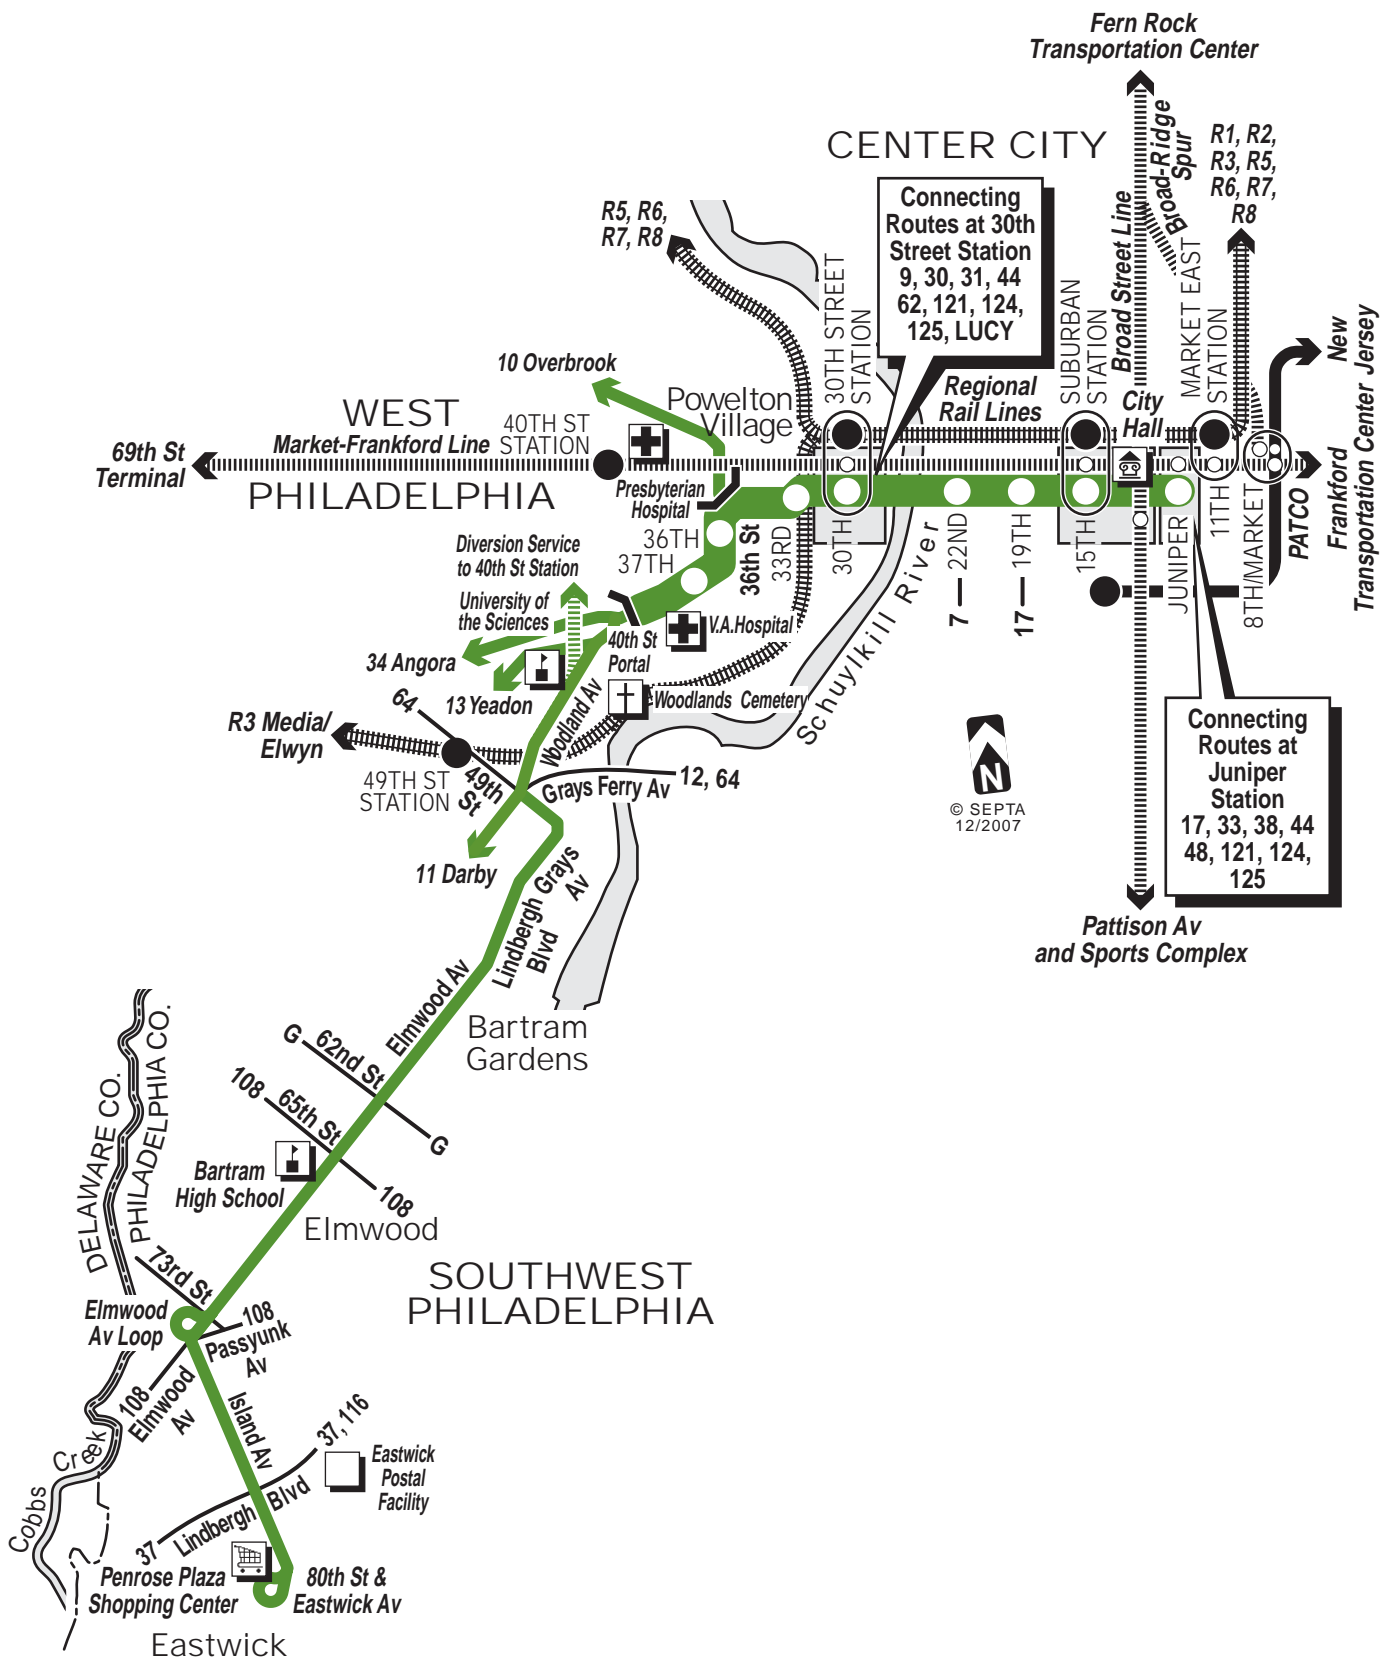 Fern Rock
Transportation Center
CENTER CITY
Broad-Ridge
Spur
R1, R2,
R3, R5,
R6, R7,
R8
Connecting
Routes at 30th
Street Station
9, 30, 31, 44
62, 121, 124,
125, LUCY
R5, R6,
R7, R8
30TH STREET
STATION
SUBURBAN
STATION
Broad Street Line
MARKET EAST
STATION
New
Jersey
10 Overbrook
Powelton
Village
Regional
Rail Lines
City
Hall
WEST
PHILADELPHIA
40TH ST
STATION
Market-Frankford Line
69th St
Terminal
Presbyterian
Hospital
36TH
37TH
36th St
33RD
30TH
22ND
19TH
15TH
JUNIPER
11TH
8TH/MARKET
PATCO
Frankford
Transportation Center
7
17
Diversion Service
to 40th St Station
University of
the Sciences
V.A.Hospital
40th St
Portal
34 Angora
13 Yeadon
Woodland Av
Woodlands Cemetery
Schuylkill River
64
R3 Media/
Elwyn
49TH ST
STATION
49th
St
Grays Ferry Av
12, 64
N
© SEPTA
12/2007
Connecting
Routes at
Juniper
Station
17, 33, 38, 44
48, 121, 124,
125
11 Darby
Grays
Av
Lindbergh
Blvd
Pattison Av
and Sports Complex
Elmwood Av
Bartram
Gardens
G
62nd St
G
108
65th St
108
DELAWARE CO.
PHILADELPHIA CO.
Bartram
High School
Elmwood
73rd St
SOUTHWEST
PHILADELPHIA
Elmwood
Av Loop
108
Passyunk
Av
108
Elmwood
Av
Island Av
37, 116
Eastwick
Postal
Facility
Cobbs Creek
Lindbergh Blvd
37
Penrose Plaza
Shopping Center
80th St &
Eastwick Av
Eastwick